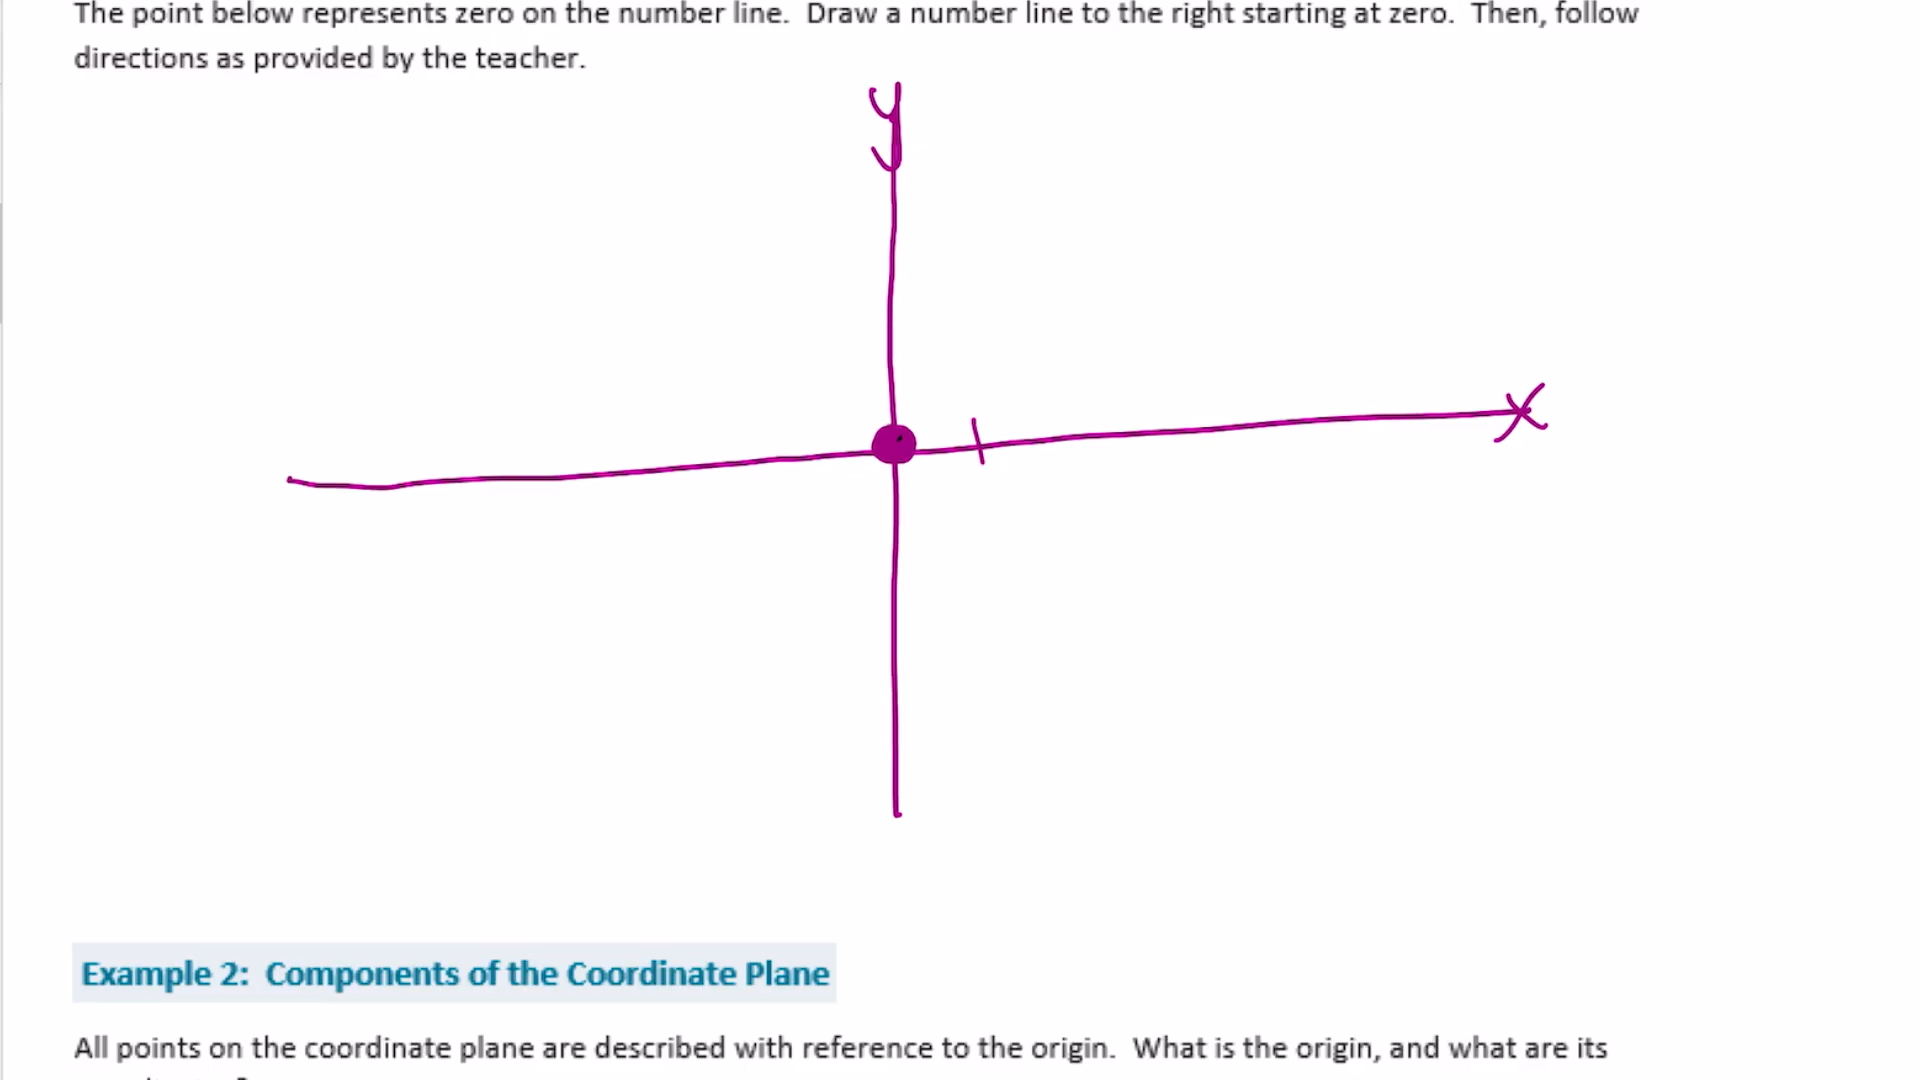 The point below represents zero on the number line. Draw a number line to the right starting at zero. Then, follow
directions as provided by the teacher.
y
x
Example 2: Components of the Coordinate Plane
All points on the coordinate plane are described with reference to the origin. What is the origin, and what are its